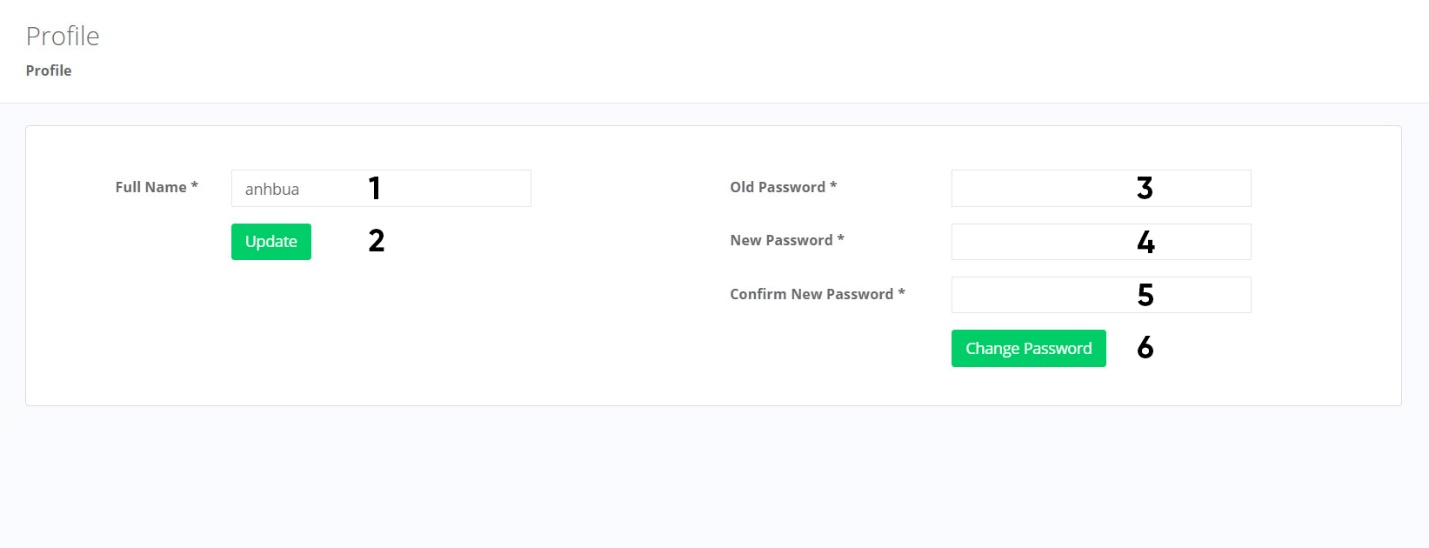 Profile
Profile
Full Name * anhbua 1
Update 2
Old Password * 3
New Password * 4
Confirm New Password * 5
Change Password 6